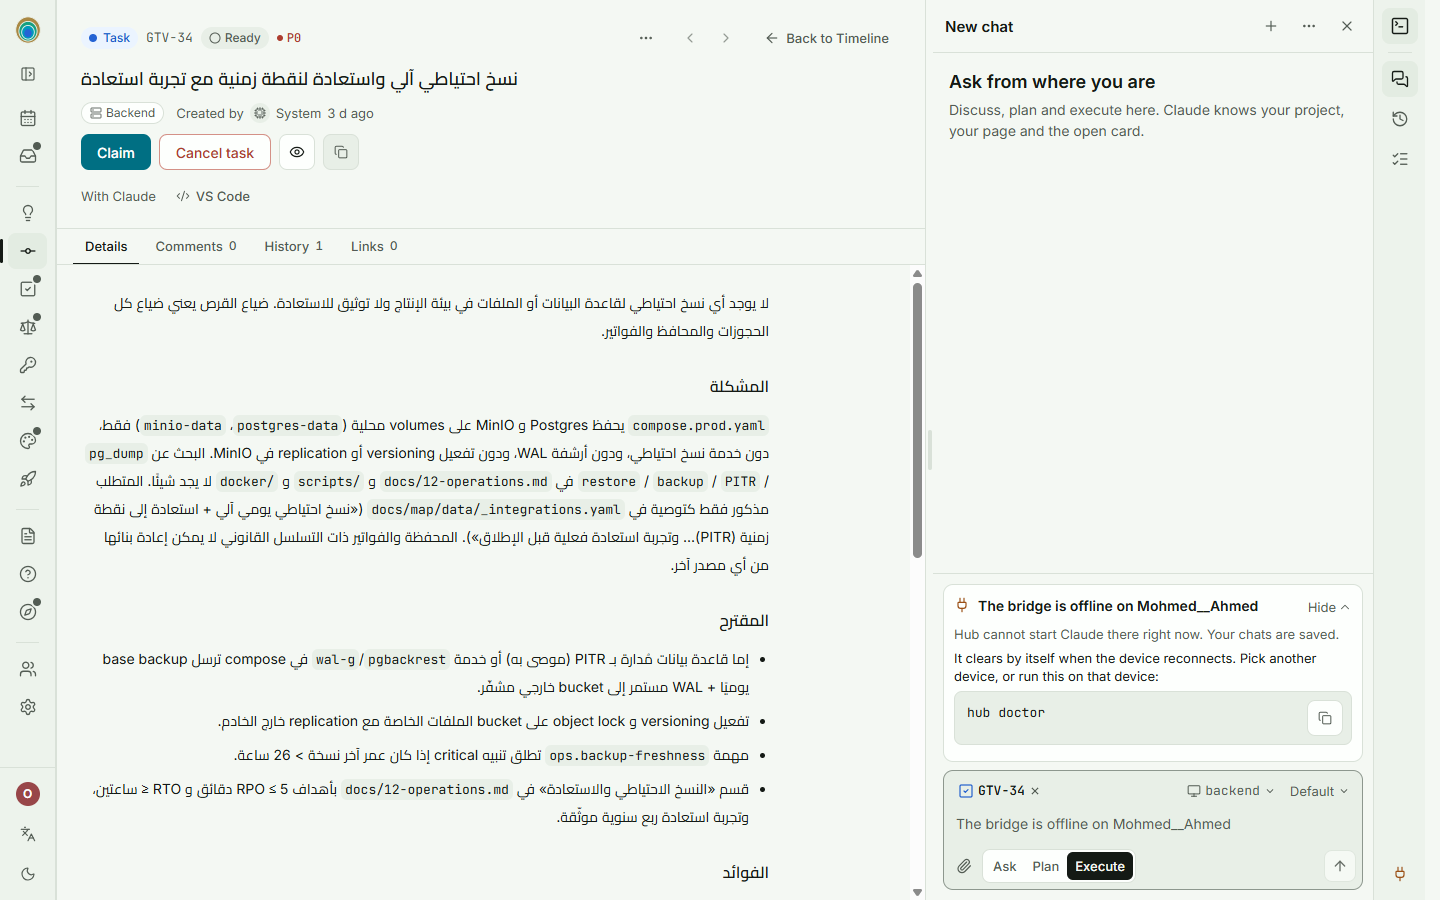 Task GTV-34 Ready P0
Back to Timeline
نسخ احتياطي آلي واستعادة لنقطة زمنية مع تجربة استعادة
Backend Created by System 3 d ago
Claim Cancel task
With Claude VS Code
Details Comments 0 History 1 Links 0
لا يوجد أي نسخ احتياطي لقاعدة البيانات أو الملفات في بيئة الإنتاج ولا توثيق للاستعادة. ضياع القرص يعني ضياع كل
الحجوزات والمحافظ والفواتير.
المشكلة
compose.prod.yaml يحفظ Postgres و MinIO على volumes محلية (postgres-data، minio-data) فقط،
دون خدمة نسخ احتياطي، ودون أرشفة WAL، ودون تفعيل versioning أو replication في MinIO. البحث عن pg_dump
/ PITR / backup / restore في docs/12-operations.md و scripts/ و docker/ لا يجد شيئًا. المتطلب
مذكور فقط كتوصية في docs/map/data/_integrations.yaml («نسخ احتياطي يومي آلي + استعادة إلى نقطة
زمنية (PITR)... وتجربة استعادة فعلية قبل الإطلاق»). المحفظة والفواتير ذات التسلسل القانوني لا يمكن إعادة بنائها
من أي مصدر آخر.
المقترح
• إما قاعدة بيانات مُدارة بـ PITR (موصى به) أو خدمة pgbackrest/wal-g في compose ترسل base backup
يوميًا + WAL مستمر إلى bucket خارجي مشفّر.
• تفعيل versioning و object lock على bucket الملفات الخاصة مع replication خارج الخادم.
• مهمة ops.backup-freshness تطلق تنبيه critical إذا كان عمر آخر نسخة > 26 ساعة.
• قسم «النسخ الاحتياطي والاستعادة» في docs/12-operations.md بأهداف RPO ≤ 5 دقائق و RTO ≤ ساعتين،
وتجربة استعادة ربع سنوية موثّقة.
الفوائد
New chat
Ask from where you are
Discuss, plan and execute here. Claude knows your project,
your page and the open card.
The bridge is offline on Mohmed__Ahmed Hide
Hub cannot start Claude there right now. Your chats are saved.
It clears by itself when the device reconnects. Pick another
device, or run this on that device:
hub doctor
GTV-34 × backend Default
The bridge is offline on Mohmed__Ahmed
Ask Plan Execute
O